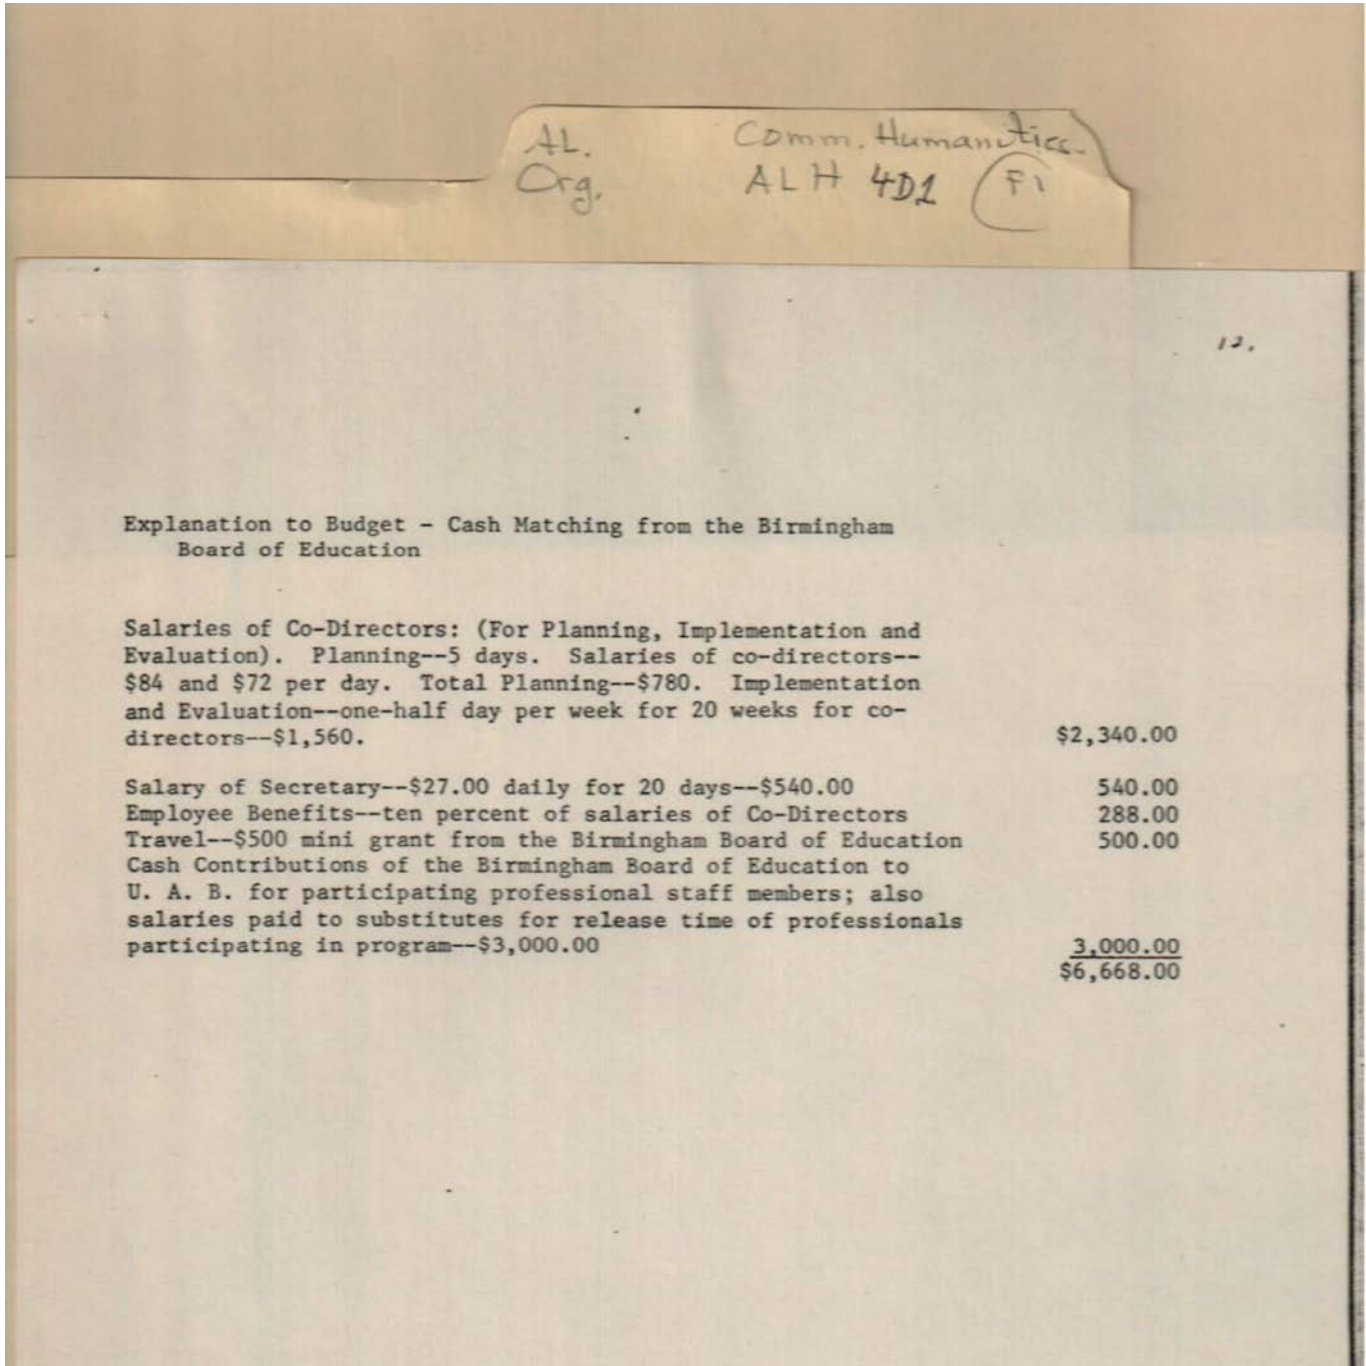 AL. Comm. Humanities.
Org. ALH 4D1 F1
12.
Explanation to Budget - Cash Matching from the Birmingham
Board of Education
Salaries of Co-Directors: (For Planning, Implementation and
Evaluation). Planning--5 days. Salaries of co-directors--
$84 and $72 per day. Total Planning--$780. Implementation
and Evaluation--one-half day per week for 20 weeks for co-
directors--$1,560. $2,340.00
Salary of Secretary--$27.00 daily for 20 days--$540.00 540.00
Employee Benefits--ten percent of salaries of Co-Directors 288.00
Travel--$500 mini grant from the Birmingham Board of Education 500.00
Cash Contributions of the Birmingham Board of Education to
U. A. B. for participating professional staff members; also
salaries paid to substitutes for release time of professionals
participating in program--$3,000.00 3,000.00
$6,668.00